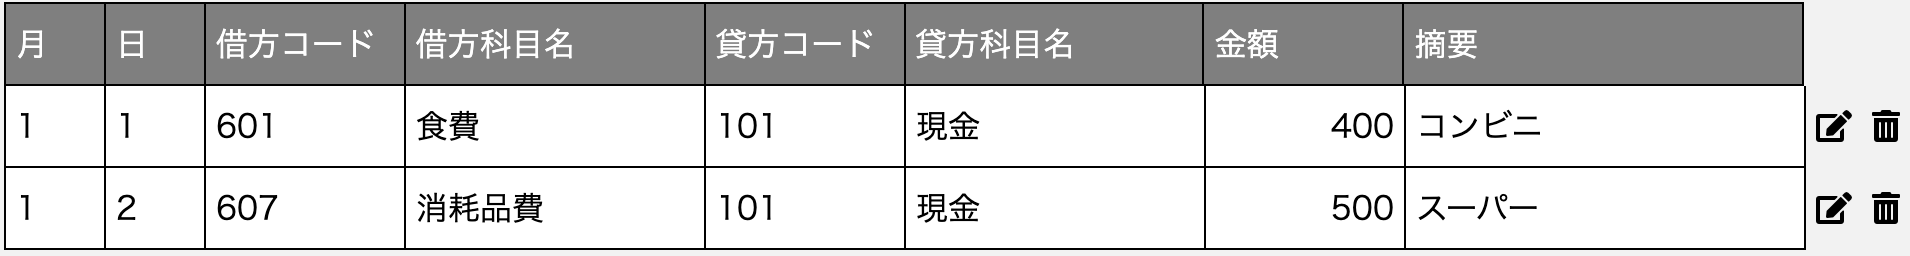 月 日 借方コード 借方科目名 貸方コード 貸方科目名 金額 摘要
1 1 601 食費 101 現金 400 コンビニ
1 2 607 消耗品費 101 現金 500 スーパー